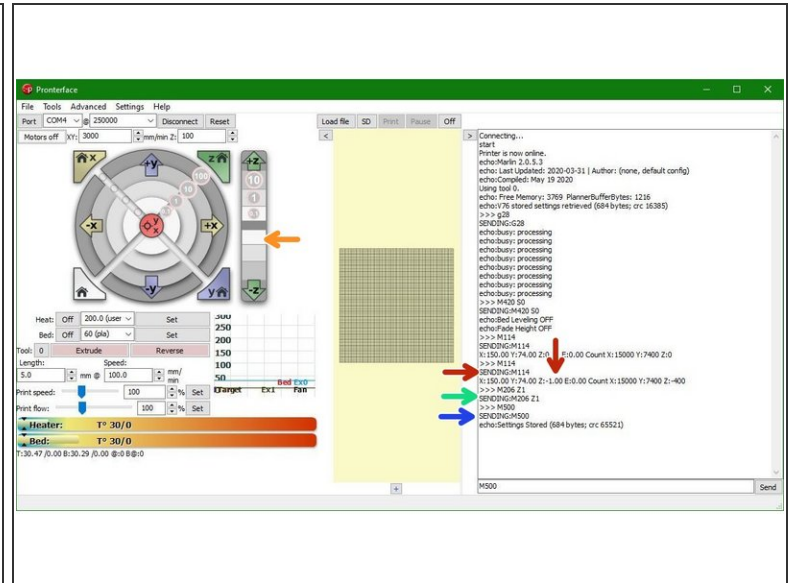 Pronterface
File Tools Advanced Settings Help
Port COM4 @ 250000 Disconnect Reset
Load file SD Print Pause Off
Motors off XY: 3000 mm/min Z: 100
< >
X Z
+y +Z
100
10 10
1 1
0.1
-x y x +x
-y -Z
y
Heat: Off 200.0 (user Set
Bed: Off 60 (pla) Set
Tool: 0 Extrude Reverse
Length: Speed:
5.0 mm @ 100.0 mm/
min
Print speed: 100 % Set
Print flow: 100 % Set
300
250
200
150
100
50
Bed Ex0
Target Ex1 Fan
Heater: T° 30/0
Bed: T° 30/0
T:30.47 /0.00 B:30.29 /0.00 @:0 B@:0
+
Connecting...
start
Printer is now online.
echo:Marlin 2.0.5.3
echo: Last Updated: 2020-03-31 | Author: (none, default config)
echo:Compiled: May 19 2020
Using tool 0.
echo: Free Memory: 3769 PlannerBufferBytes: 1216
echo:V76 stored settings retrieved (684 bytes; crc 16385)
>>> g28
SENDING:G28
echo:busy: processing
echo:busy: processing
echo:busy: processing
echo:busy: processing
echo:busy: processing
echo:busy: processing
>>> M420 S0
SENDING:M420 S0
echo:Bed Leveling OFF
echo:Fade Height OFF
>>> M114
SENDING:M114
X:150.00 Y:74.00 E:0.00 Count X:15000 Y:7400 Z:0
>>> M114
SENDING:M114
X:150.00 Y:74.00 Z:-1.00 E:0.00 Count X:15000 Y:7400 Z:-400
>>> M206 Z1
SENDING:M206 Z1
>>> M500
SENDING:M500
echo:Settings Stored (684 bytes; crc 65521)
M500 Send